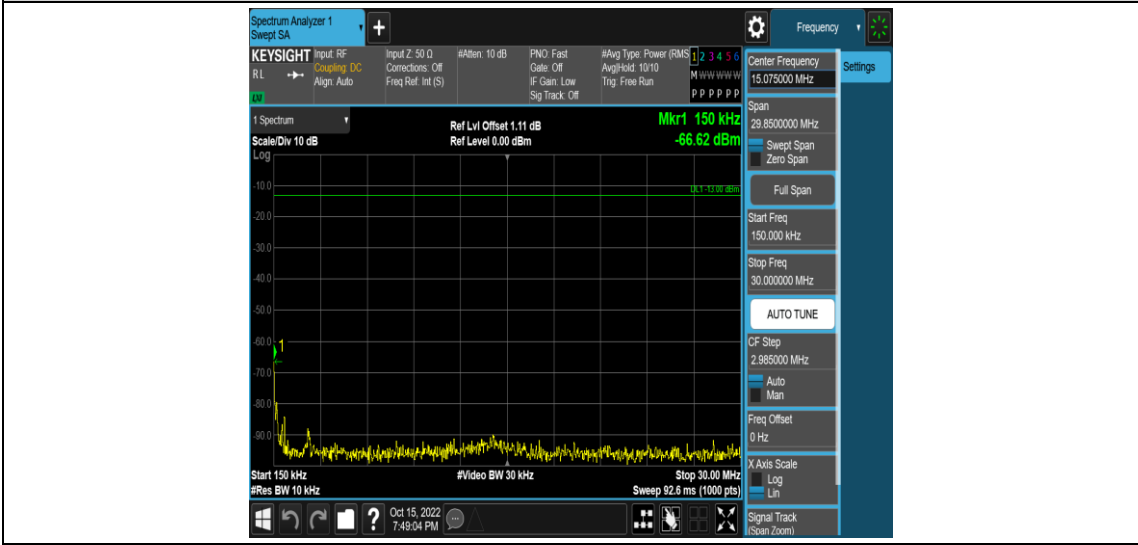 Spectrum Analyzer 1
Swept SA
+
Frequency
KEYSIGHT
RL
LM
Input: RF
Coupling: DC
Align: Auto
Input Z: 50 Ω
Corrections: Off
Freq Ref: Int (S)
#Atten: 10 dB
PNO: Fast
Gate: Off
IF Gain: Low
Sig Track: Off
#Avg Type: Power (RMS
Avg|Hold: 10/10
Trig: Free Run
1 2 3 4 5 6
M W W W W W
P P P P P P
1 Spectrum
Scale/Div 10 dB
Log
Ref Lvl Offset 1.11 dB
Ref Level 0.00 dBm
Mkr1 150 kHz
-66.62 dBm
DL1 -13.00 dBm
-10.0
-20.0
-30.0
-40.0
-50.0
-60.0
1
-70.0
-80.0
-90.0
Start 150 kHz
#Res BW 10 kHz
#Video BW 30 kHz
Stop 30.00 MHz
Sweep 92.6 ms (1000 pts)
?
Oct 15, 2022
7:49:04 PM
Center Frequency
15.075000 MHz
Settings
Span
29.8500000 MHz
Swept Span
Zero Span
Full Span
Start Freq
150.000 kHz
Stop Freq
30.000000 MHz
AUTO TUNE
CF Step
2.985000 MHz
Auto
Man
Freq Offset
0 Hz
X Axis Scale
Log
Lin
Signal Track
(Span Zoom)